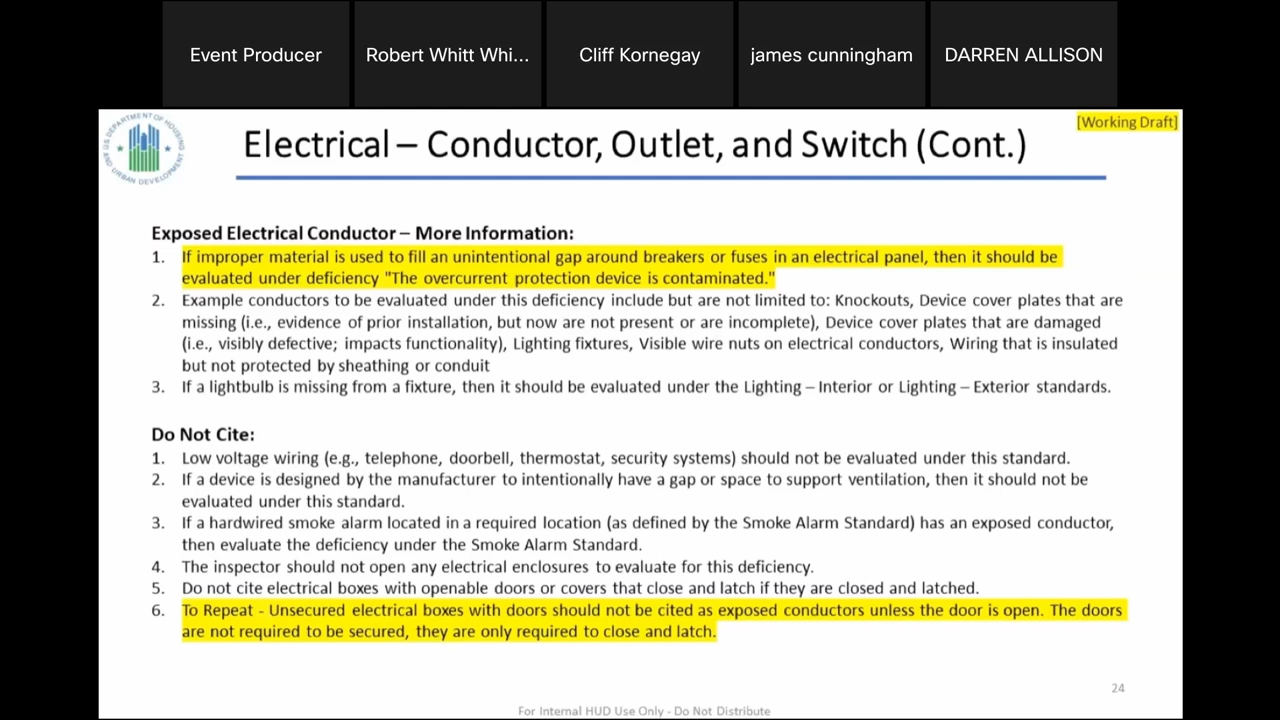 Event Producer
Robert Whitt Whi...
Cliff Kornegay
james cunningham
DARREN ALLISON
[Working Draft]
U.S. DEPARTMENT OF HOUSING AND URBAN DEVELOPMENT
Electrical – Conductor, Outlet, and Switch (Cont.)
Exposed Electrical Conductor – More Information:
1. If improper material is used to fill an unintentional gap around breakers or fuses in an electrical panel, then it should be
evaluated under deficiency "The overcurrent protection device is contaminated."
2. Example conductors to be evaluated under this deficiency include but are not limited to: Knockouts, Device cover plates that are
missing (i.e., evidence of prior installation, but now are not present or are incomplete), Device cover plates that are damaged
(i.e., visibly defective; impacts functionality), Lighting fixtures, Visible wire nuts on electrical conductors, Wiring that is insulated
but not protected by sheathing or conduit
3. If a lightbulb is missing from a fixture, then it should be evaluated under the Lighting – Interior or Lighting – Exterior standards.
Do Not Cite:
1. Low voltage wiring (e.g., telephone, doorbell, thermostat, security systems) should not be evaluated under this standard.
2. If a device is designed by the manufacturer to intentionally have a gap or space to support ventilation, then it should not be
evaluated under this standard.
3. If a hardwired smoke alarm located in a required location (as defined by the Smoke Alarm Standard) has an exposed conductor,
then evaluate the deficiency under the Smoke Alarm Standard.
4. The inspector should not open any electrical enclosures to evaluate for this deficiency.
5. Do not cite electrical boxes with openable doors or covers that close and latch if they are closed and latched.
6. To Repeat - Unsecured electrical boxes with doors should not be cited as exposed conductors unless the door is open. The doors
are not required to be secured, they are only required to close and latch.
24
For Internal HUD Use Only - Do Not Distribute